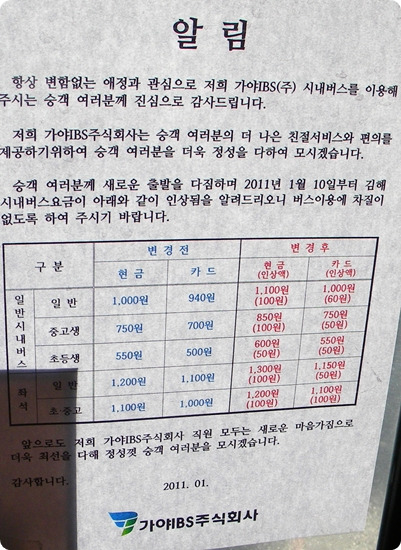 알 림
항상 변함없는 애정과 관심으로 저희 가야IBS(주) 시내버스를 이용해
주시는 승객 여러분께 진심으로 감사드립니다.
저희 가야IBS주식회사는 승객 여러분의 더 나은 친절서비스와 편의를
제공하기위하여 승객 여러분을 더욱 정성을 다하여 모시겠습니다.
승객 여러분께 새로운 출발을 다짐하며 2011년 1월 10일부터 김해
시내버스요금이 아래와 같이 인상됨을 알려드리오니 버스이용에 차질이
없도록 하여 주시기 바랍니다.
구 분 변 경 전 변 경 후
현 금 카 드 현 금 (인상액) 카 드 (인상액)
일반시내버스 일 반 1,000원 940원 1,100원 (100원) 1,000원 (60원)
중고생 750원 700원 850원 (100원) 750원 (50원)
초등생 550원 500원 600원 (50원) 550원 (50원)
좌석 일 반 1,200원 1,100원 1,300원 (100원) 1,150원 (50원)
초·중고 1,100원 1,000원 1,200원 (100원) 1,100원 (100원)
앞으로도 저희 가야IBS주식회사 직원 모두는 새로운 마음가짐으로
더욱 최선을 다해 정성껏 승객 여러분을 모시겠습니다.
감사합니다. 2011. 01.
가야IBS주식회사